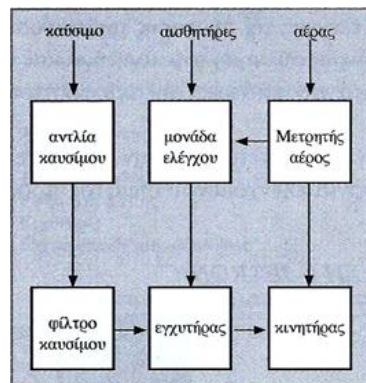 καύσιμο
αισθητήρες
αέρας
αντλία
καυσίμου
μονάδα
ελέγχου
Μετρητής
αέρος
φίλτρο
καυσίμου
εγχυτήρας
κινητήρας